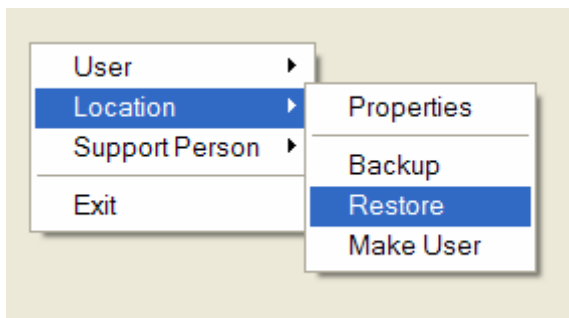 User
Location
Support Person
Exit
Properties
Backup
Restore
Make User